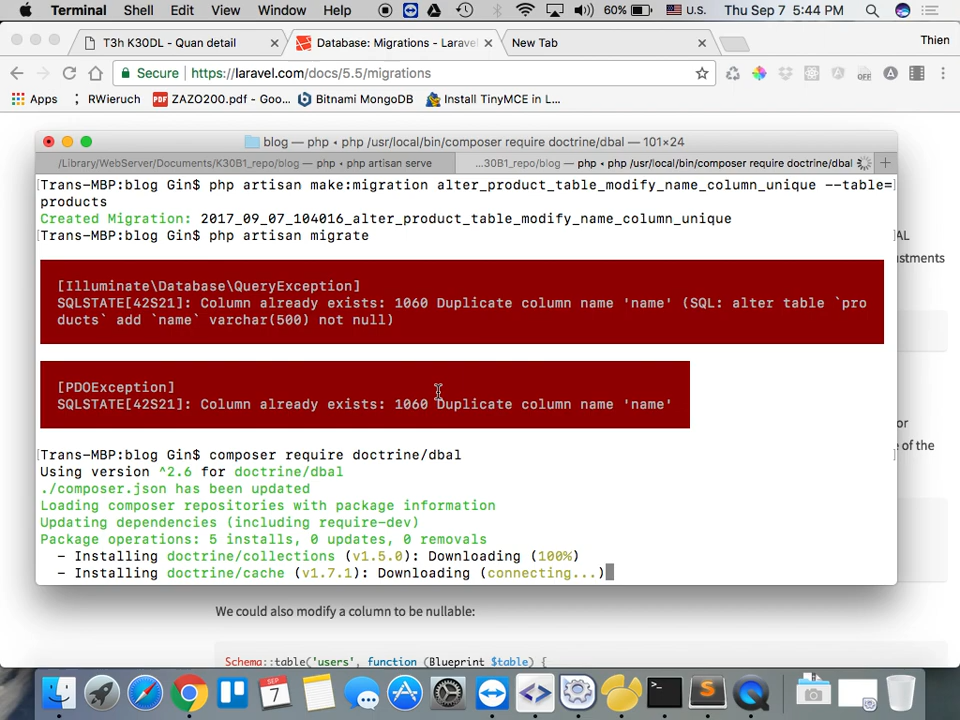 Terminal Shell Edit View Window Help 60% U.S. Thu Sep 7 5:44 PM
T3h K30DL - Quan detail
Database: Migrations - Laravel
New Tab
Thien
Secure https://laravel.com/docs/5.5/migrations
OFF
Apps RWieruch ZAZO200.pdf - Goo... Bitnami MongoDB Install TinyMCE in L...
blog — php • php /usr/local/bin/composer require doctrine/dbal — 101×24
/Library/WebServer/Documents/K30B1_repo/blog — php • php artisan serve
...30B1_repo/blog — php • php /usr/local/bin/composer require doctrine/dbal
[Trans-MBP:blog Gin$ php artisan make:migration alter_product_table_modify_name_column_unique --table=]
products
Created Migration: 2017_09_07_104016_alter_product_table_modify_name_column_unique
[Trans-MBP:blog Gin$ php artisan migrate ]
AL
ustments
[Illuminate\Database\QueryException]
SQLSTATE[42S21]: Column already exists: 1060 Duplicate column name 'name' (SQL: alter table `pro
ducts` add `name` varchar(500) not null)
[PDOException]
SQLSTATE[42S21]: Column already exists: 1060 Duplicate column name 'name'
or
e of the
[Trans-MBP:blog Gin$ composer require doctrine/dbal ]
Using version ^2.6 for doctrine/dbal
./composer.json has been updated
Loading composer repositories with package information
Updating dependencies (including require-dev)
Package operations: 5 installs, 0 updates, 0 removals
- Installing doctrine/collections (v1.5.0): Downloading (100%)
- Installing doctrine/cache (v1.7.1): Downloading (connecting...)
We could also modify a column to be nullable:
Schema::table('users', function (Blueprint $table) {